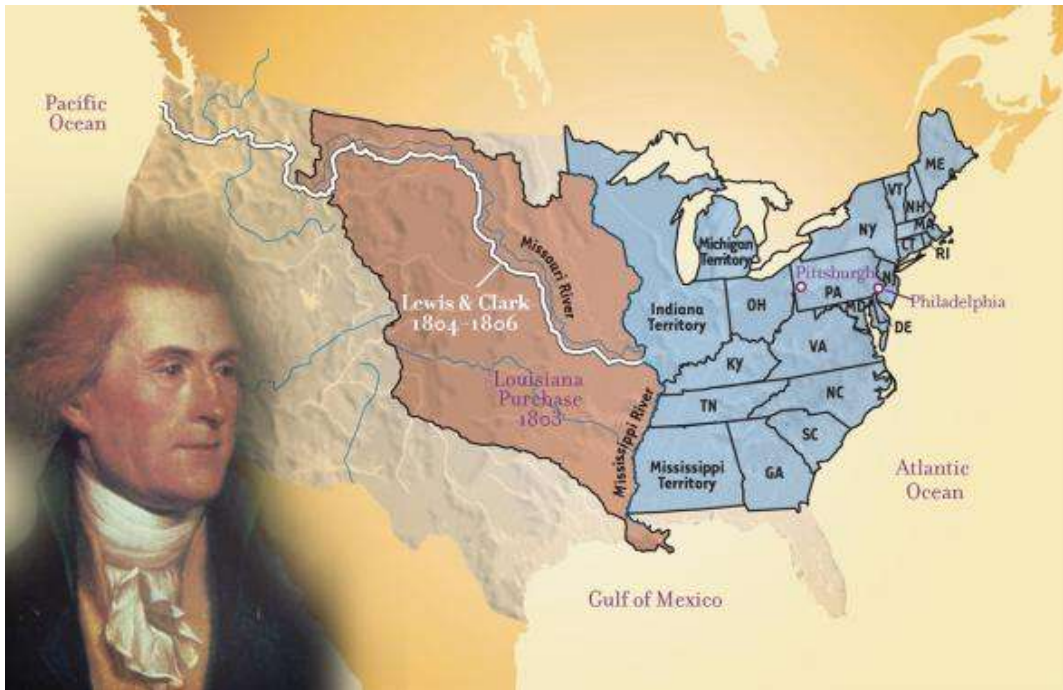 Pacific
Ocean
ME
VT
NH
NY
MA
CT
RI
Michigan
Territory
Pittsburgh
NJ
PA
Philadelphia
Missouri River
Lewis & Clark
1804–1806
Indiana
Territory
OH
MD
DE
VA
KY
Louisiana
Purchase
1803
Mississippi River
TN
NC
SC
Mississippi
Territory
GA
Atlantic
Ocean
Gulf of Mexico